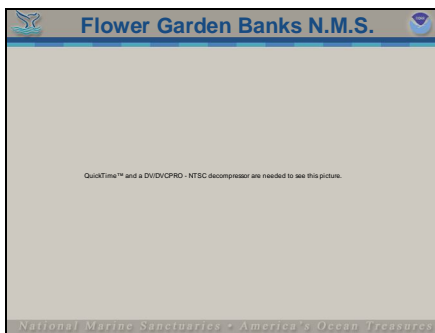 Flower Garden Banks N.M.S.
QuickTime™ and a DV/DVCPRO - NTSC decompressor are needed to see this picture.
National Marine Sanctuaries • America's Ocean Treasures